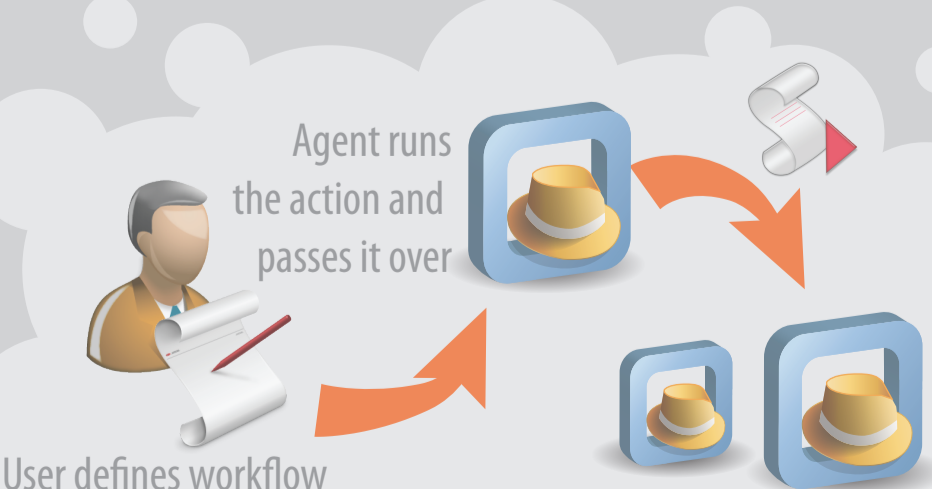 Agent runs
the action and
passes it over
User defines workflow